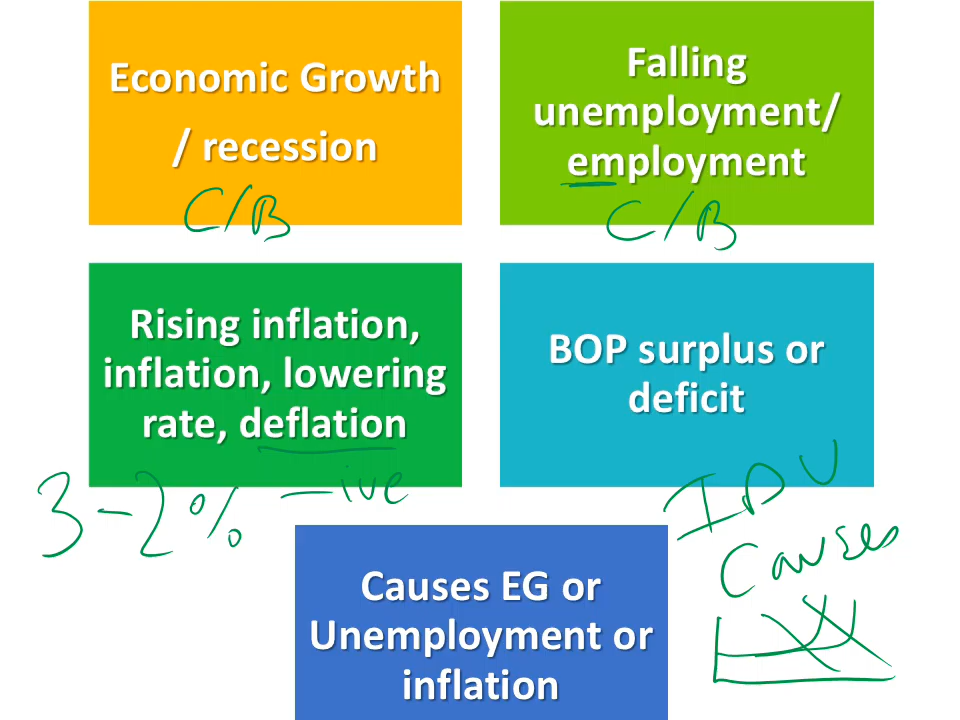 Economic Growth
/ recession
C/B
Falling
unemployment/
employment
C/B
Rising inflation,
inflation, lowering
rate, deflation
3-2%
-ive
BOP surplus or
deficit
Causes
Causes EG or
Unemployment or
inflation